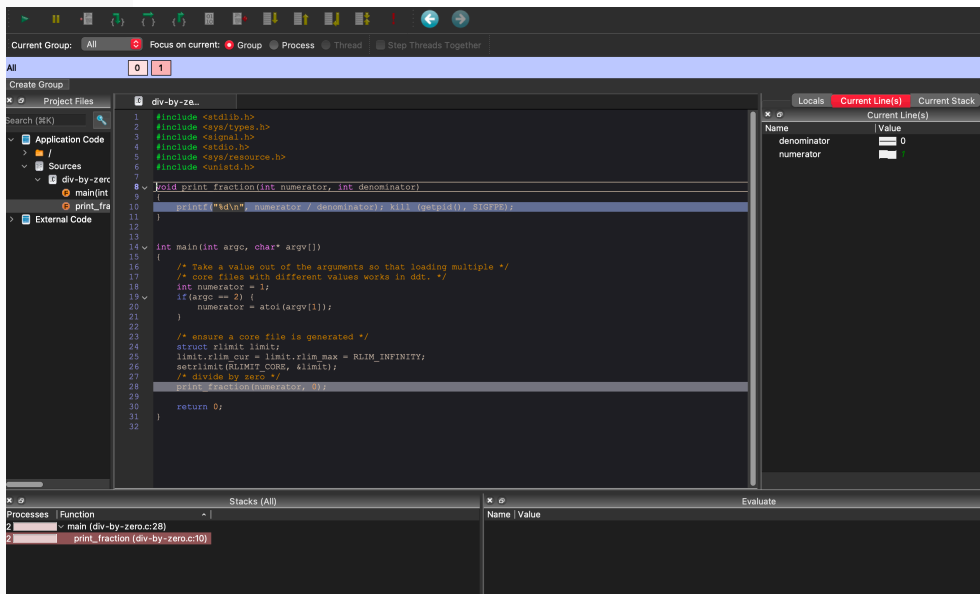 Current Group: All Focus on current: Group Process Thread Step Threads Together
All 0 1
Create Group
Project Files
Search (⌘K)
Application Code
/
Sources
div-by-zerc
main(int
print_fra
External Code
div-by-ze...
1 #include <stdlib.h>
2 #include <sys/types.h>
3 #include <signal.h>
4 #include <stdio.h>
5 #include <sys/resource.h>
6 #include <unistd.h>
7
8 void print_fraction(int numerator, int denominator)
9 {
10 printf("%d\n", numerator / denominator); kill (getpid(), SIGFPE);
11 }
12
13
14 int main(int argc, char* argv[])
15 {
16 /* Take a value out of the arguments so that loading multiple */
17 /* core files with different values works in ddt. */
18 int numerator = 1;
19 if(argc == 2) {
20 numerator = atoi(argv[1]);
21 }
22
23 /* ensure a core file is generated */
24 struct rlimit limit;
25 limit.rlim_cur = limit.rlim_max = RLIM_INFINITY;
26 setrlimit(RLIMIT_CORE, &limit);
27 /* divide by zero */
28 print_fraction(numerator, 0);
29
30 return 0;
31 }
32
Locals Current Line(s) Current Stack
Current Line(s)
Name Value
denominator 0
numerator 1
Stacks (All)
Processes Function
2 main (div-by-zero.c:28)
2 print_fraction (div-by-zero.c:10)
Evaluate
Name Value